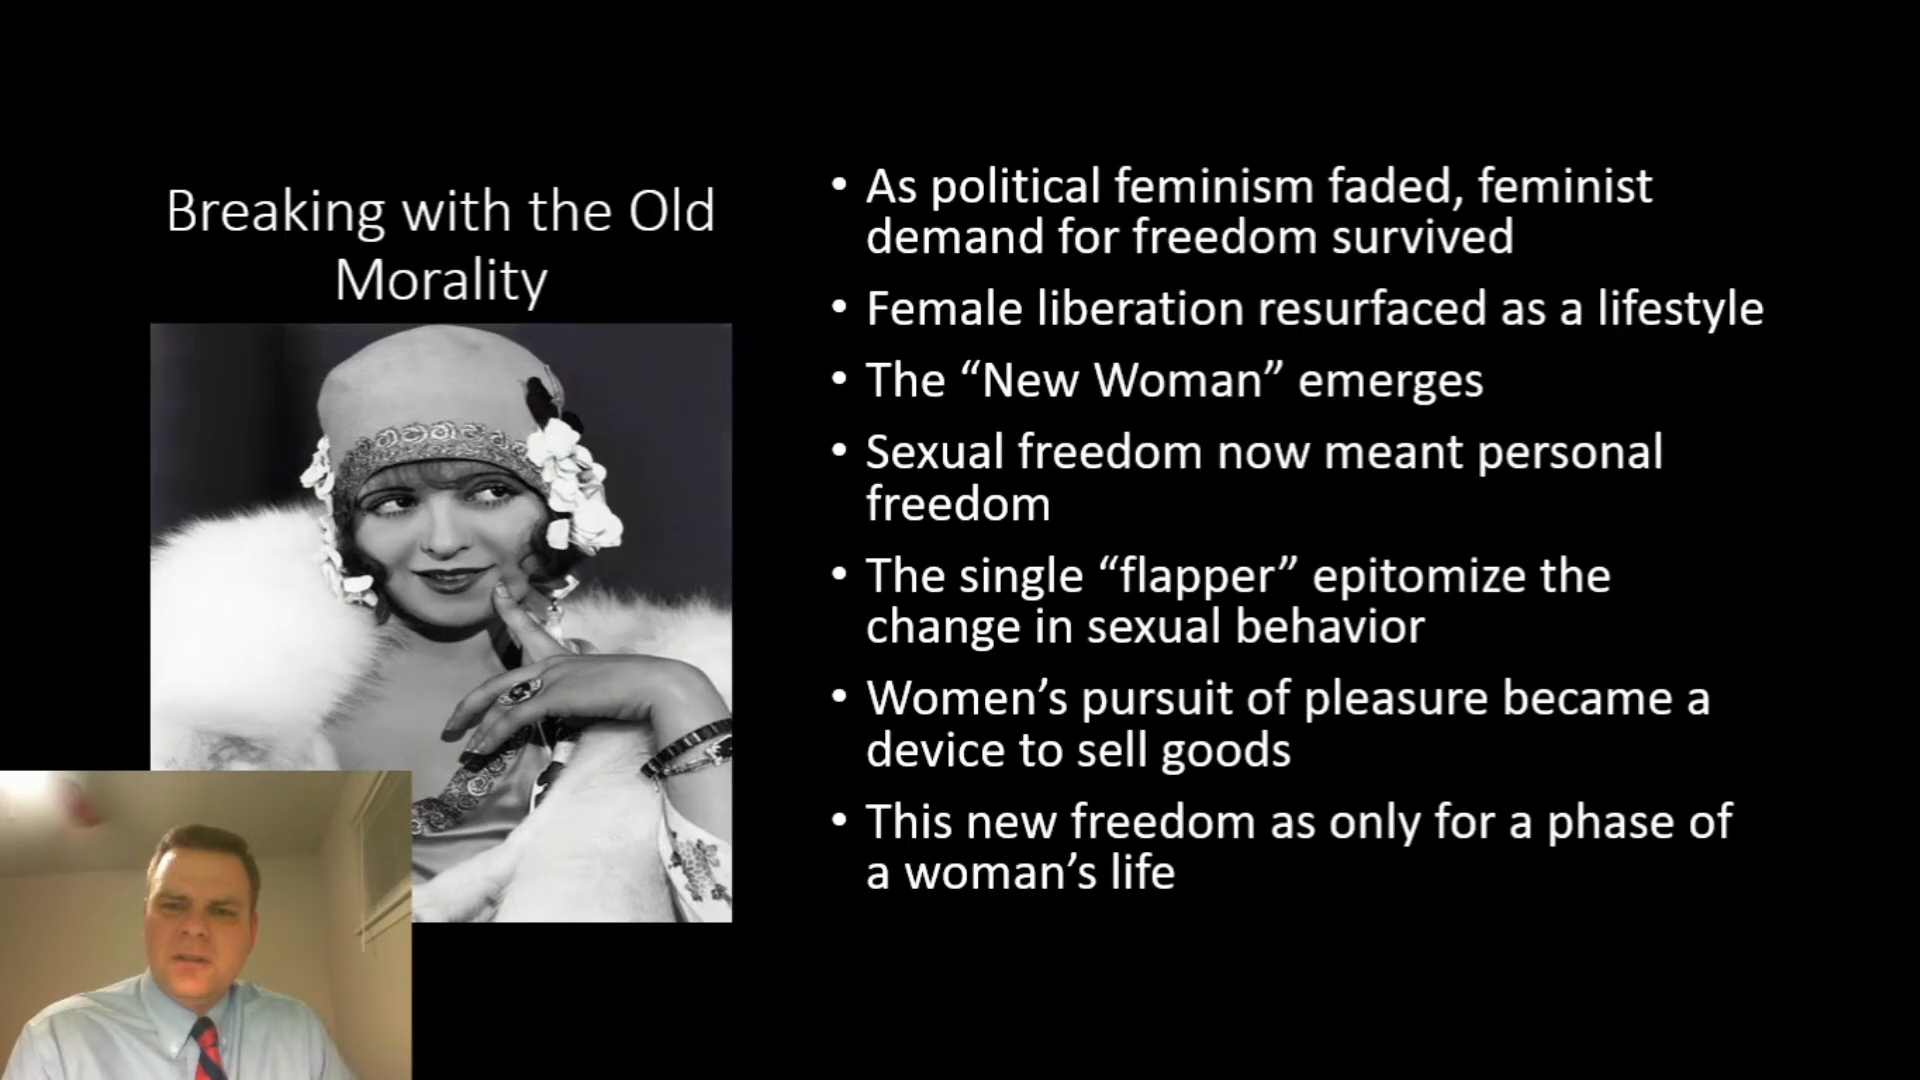 Breaking with the Old
Morality
• As political feminism faded, feminist
demand for freedom survived
• Female liberation resurfaced as a lifestyle
• The “New Woman” emerges
• Sexual freedom now meant personal
freedom
• The single “flapper” epitomize the
change in sexual behavior
• Women’s pursuit of pleasure became a
device to sell goods
• This new freedom as only for a phase of
a woman’s life